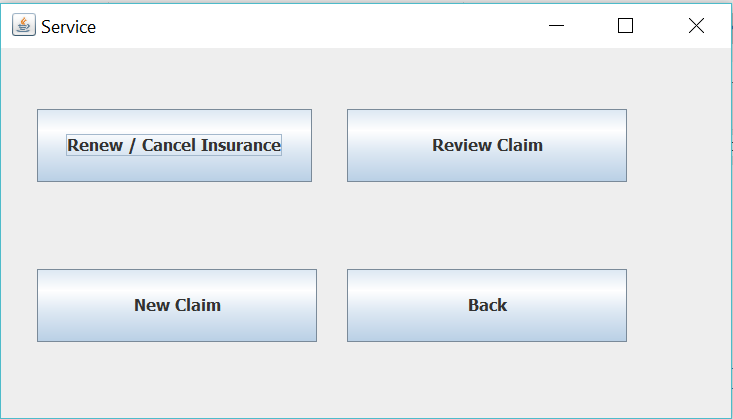 Service
Renew / Cancel Insurance
Review Claim
New Claim
Back